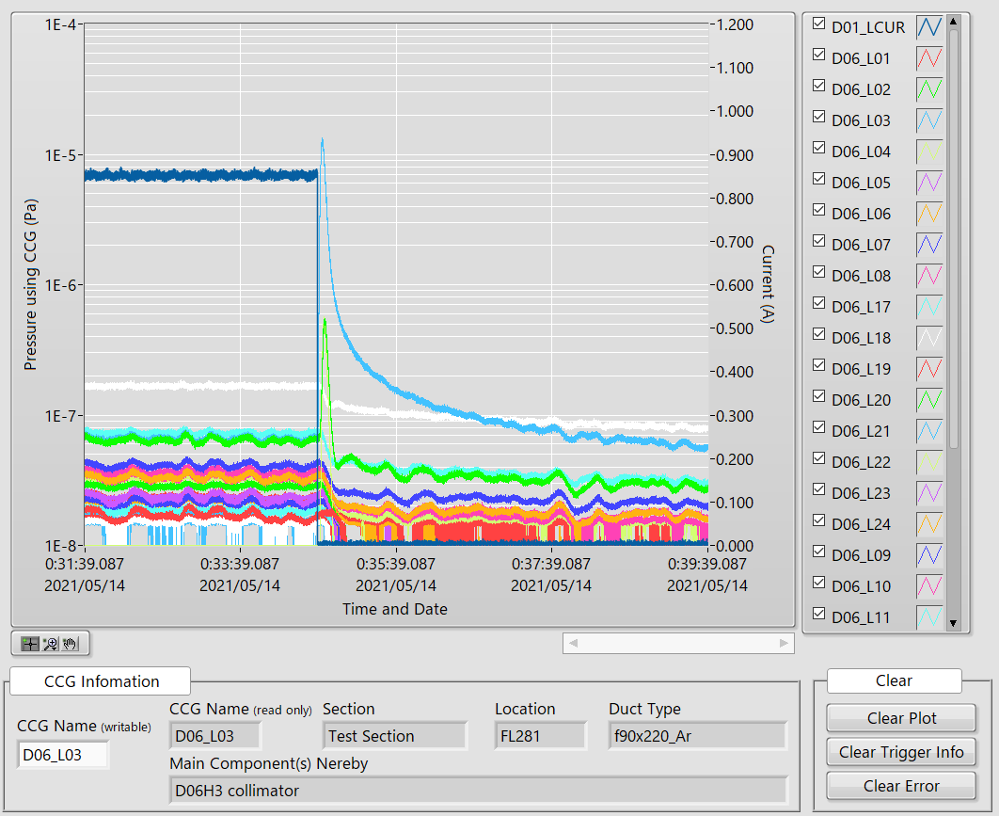 1E-4
1E-5
1E-6
1E-7
1E-8
Pressure using CCG (Pa)
1.200
1.100
1.000
0.900
0.800
0.700
0.600
0.500
0.400
0.300
0.200
0.100
0.000
Current (A)
0:31:39.087 0:33:39.087 0:35:39.087 0:37:39.087 0:39:39.087
2021/05/14 2021/05/14 2021/05/14 2021/05/14 2021/05/14
Time and Date
D01_LCUR
D06_L01
D06_L02
D06_L03
D06_L04
D06_L05
D06_L06
D06_L07
D06_L08
D06_L17
D06_L18
D06_L19
D06_L20
D06_L21
D06_L22
D06_L23
D06_L24
D06_L09
D06_L10
D06_L11
CCG Infomation
CCG Name (writable)
D06_L03
CCG Name (read only) Section Location Duct Type
D06_L03 Test Section FL281 f90x220_Ar
Main Component(s) Nereby
D06H3 collimator
Clear
Clear Plot
Clear Trigger Info
Clear Error